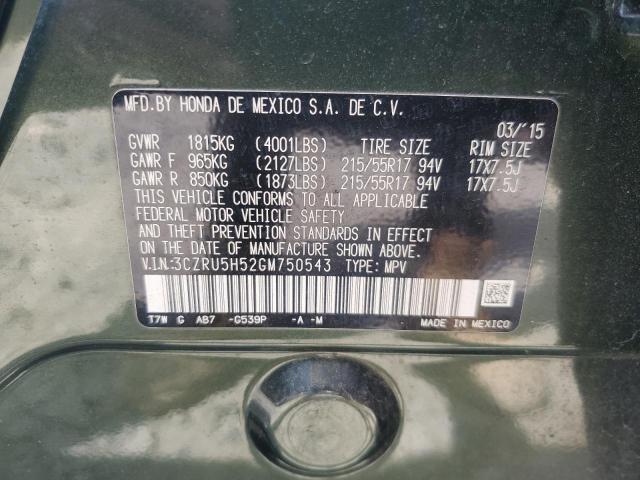 MFD.BY HONDA DE MEXICO S.A. DE C.V.
03/'15
GVWR 1815KG (4001LBS) TIRE SIZE RIM SIZE
GAWR F 965KG (2127LBS) 215/55R17 94V 17X7.5J
GAWR R 850KG (1873LBS) 215/55R17 94V 17X7.5J
THIS VEHICLE CONFORMS TO ALL APPLICABLE
FEDERAL MOTOR VEHICLE SAFETY
AND THEFT PREVENTION STANDARDS IN EFFECT
ON THE DATE OF MANUFACTURE SHOWN ABOVE.
V.I.N:3CZRU5H52GM750543 TYPE: MPV
T7W G AB7 -G539P -A -M MADE IN MEXICO